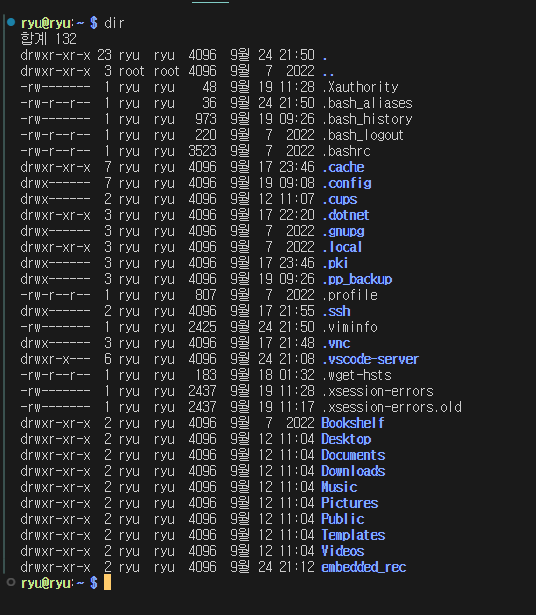 ryu@ryu:~ $ dir
합계 132
drwxr-xr-x 23 ryu  ryu  4096  9월 24 21:50 .
drwxr-xr-x  3 root root 4096  9월  7  2022 ..
-rw-------  1 ryu  ryu    48  9월 19 11:28 .Xauthority
-rw-r--r--  1 ryu  ryu    36  9월 24 21:50 .bash_aliases
-rw-------  1 ryu  ryu   973  9월 19 09:26 .bash_history
-rw-r--r--  1 ryu  ryu   220  9월  7  2022 .bash_logout
-rw-r--r--  1 ryu  ryu  3523  9월  7  2022 .bashrc
drwxr-xr-x  7 ryu  ryu  4096  9월 17 23:46 .cache
drwx------  7 ryu  ryu  4096  9월 19 09:08 .config
drwx------  2 ryu  ryu  4096  9월 12 11:07 .cups
drwxr-xr-x  3 ryu  ryu  4096  9월 17 22:20 .dotnet
drwx------  3 ryu  ryu  4096  9월  7  2022 .gnupg
drwxr-xr-x  3 ryu  ryu  4096  9월  7  2022 .local
drwx------  3 ryu  ryu  4096  9월 17 23:46 .pki
drwx------  3 ryu  ryu  4096  9월 19 09:26 .pp_backup
-rw-r--r--  1 ryu  ryu   807  9월  7  2022 .profile
drwx------  2 ryu  ryu  4096  9월 17 21:55 .ssh
-rw-------  1 ryu  ryu  2425  9월 24 21:50 .viminfo
drwx------  3 ryu  ryu  4096  9월 17 21:48 .vnc
drwxr-x---  6 ryu  ryu  4096  9월 24 21:08 .vscode-server
-rw-r--r--  1 ryu  ryu   183  9월 18 01:32 .wget-hsts
-rw-------  1 ryu  ryu  2437  9월 19 11:28 .xsession-errors
-rw-------  1 ryu  ryu  2437  9월 19 11:17 .xsession-errors.old
drwxr-xr-x  2 ryu  ryu  4096  9월  7  2022 Bookshelf
drwxr-xr-x  2 ryu  ryu  4096  9월 12 11:04 Desktop
drwxr-xr-x  2 ryu  ryu  4096  9월 12 11:04 Documents
drwxr-xr-x  2 ryu  ryu  4096  9월 12 11:04 Downloads
drwxr-xr-x  2 ryu  ryu  4096  9월 12 11:04 Music
drwxr-xr-x  2 ryu  ryu  4096  9월 12 11:04 Pictures
drwxr-xr-x  2 ryu  ryu  4096  9월 12 11:04 Public
drwxr-xr-x  2 ryu  ryu  4096  9월 12 11:04 Templates
drwxr-xr-x  2 ryu  ryu  4096  9월 12 11:04 Videos
drwxr-xr-x  2 ryu  ryu  4096  9월 24 21:12 embedded_rec
ryu@ryu:~ $